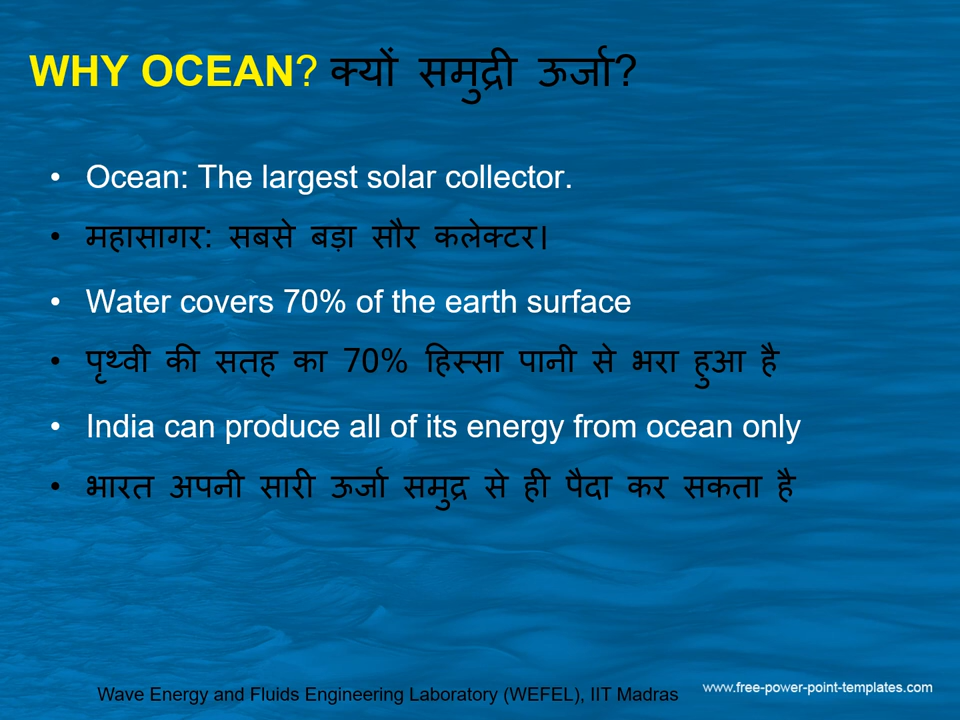 WHY OCEAN? क्यों समुद्री ऊर्जा?
• Ocean: The largest solar collector.
• महासागर: सबसे बड़ा सौर कलेक्टर।
• Water covers 70% of the earth surface
• पृथ्वी की सतह का 70% हिस्सा पानी से भरा हुआ है
• India can produce all of its energy from ocean only
• भारत अपनी सारी ऊर्जा समुद्र से ही पैदा कर सकता है
Wave Energy and Fluids Engineering Laboratory (WEFEL), IIT Madras
www.free-power-point-templates.com